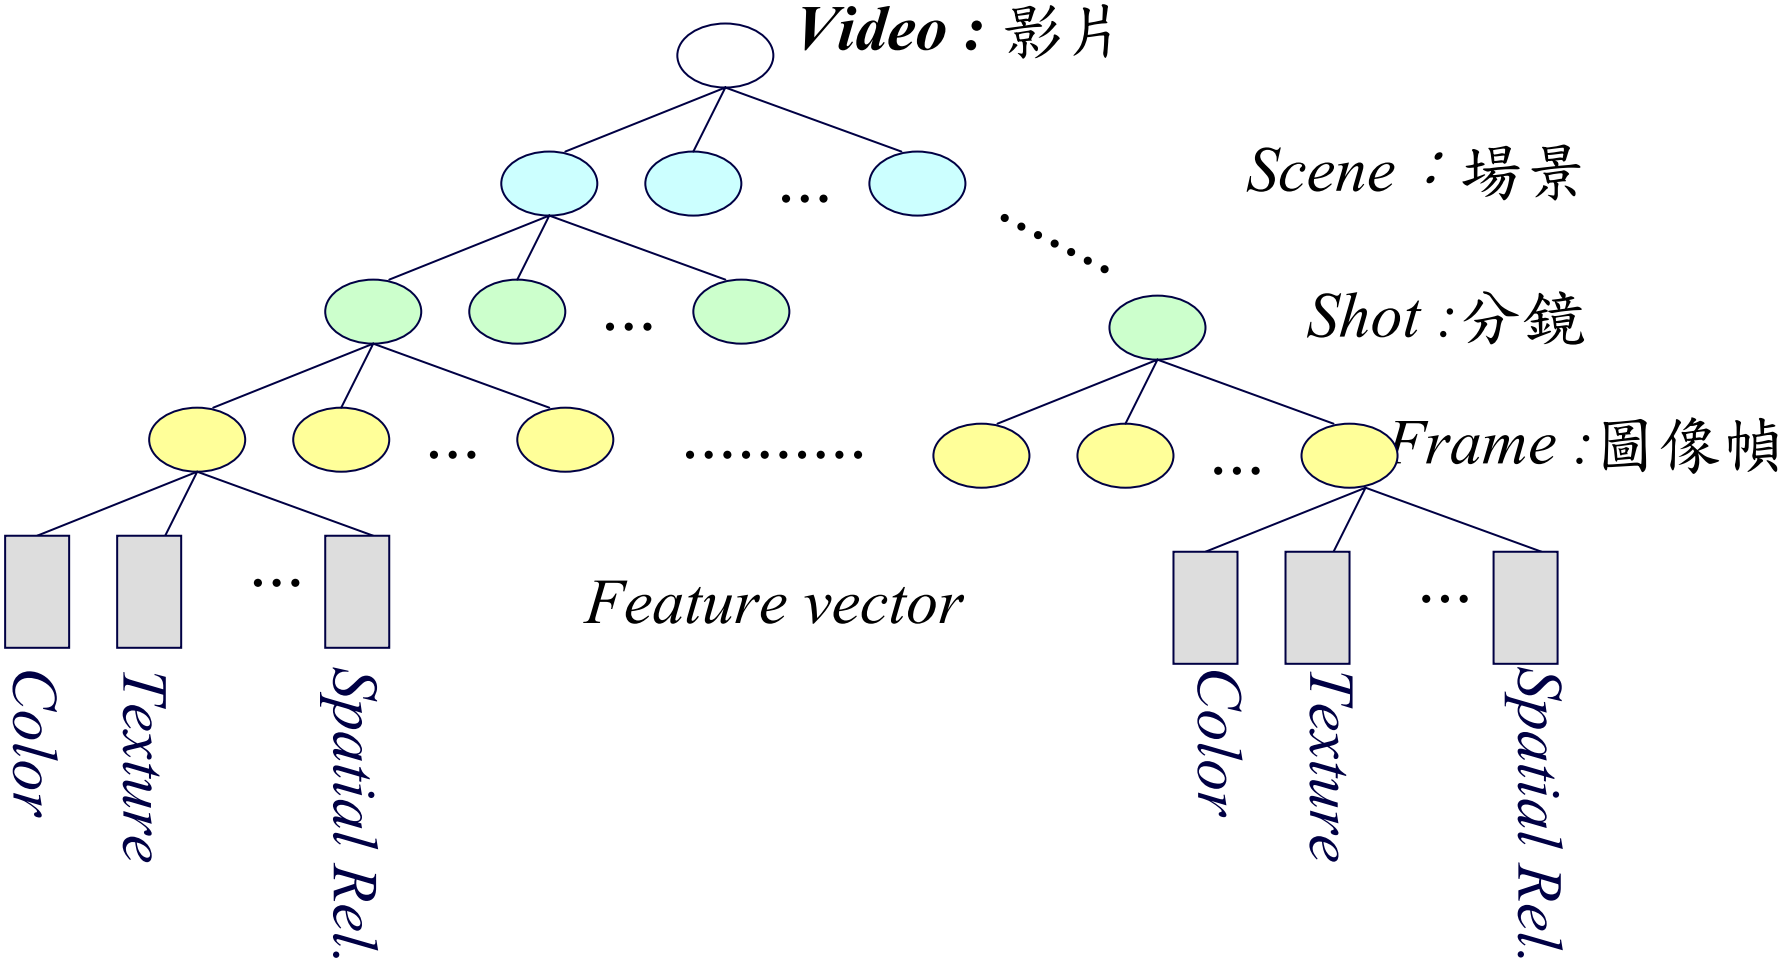 Video : 影片
Scene：場景
Shot :分鏡
Frame :圖像幀
Feature vector
Color
Texture
Spatial Rel.
Color
Texture
Spatial Rel.